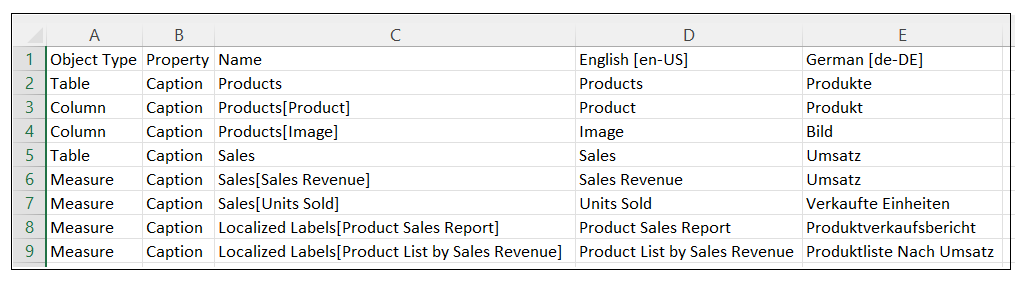 A B C D E
1 Object Type Property Name English [en-US] German [de-DE]
2 Table Caption Products Products Produkte
3 Column Caption Products[Product] Product Produkt
4 Column Caption Products[Image] Image Bild
5 Table Caption Sales Sales Umsatz
6 Measure Caption Sales[Sales Revenue] Sales Revenue Umsatz
7 Measure Caption Sales[Units Sold] Units Sold Verkaufte Einheiten
8 Measure Caption Localized Labels[Product Sales Report] Product Sales Report Produktverkaufsbericht
9 Measure Caption Localized Labels[Product List by Sales Revenue] Product List by Sales Revenue Produktliste Nach Umsatz